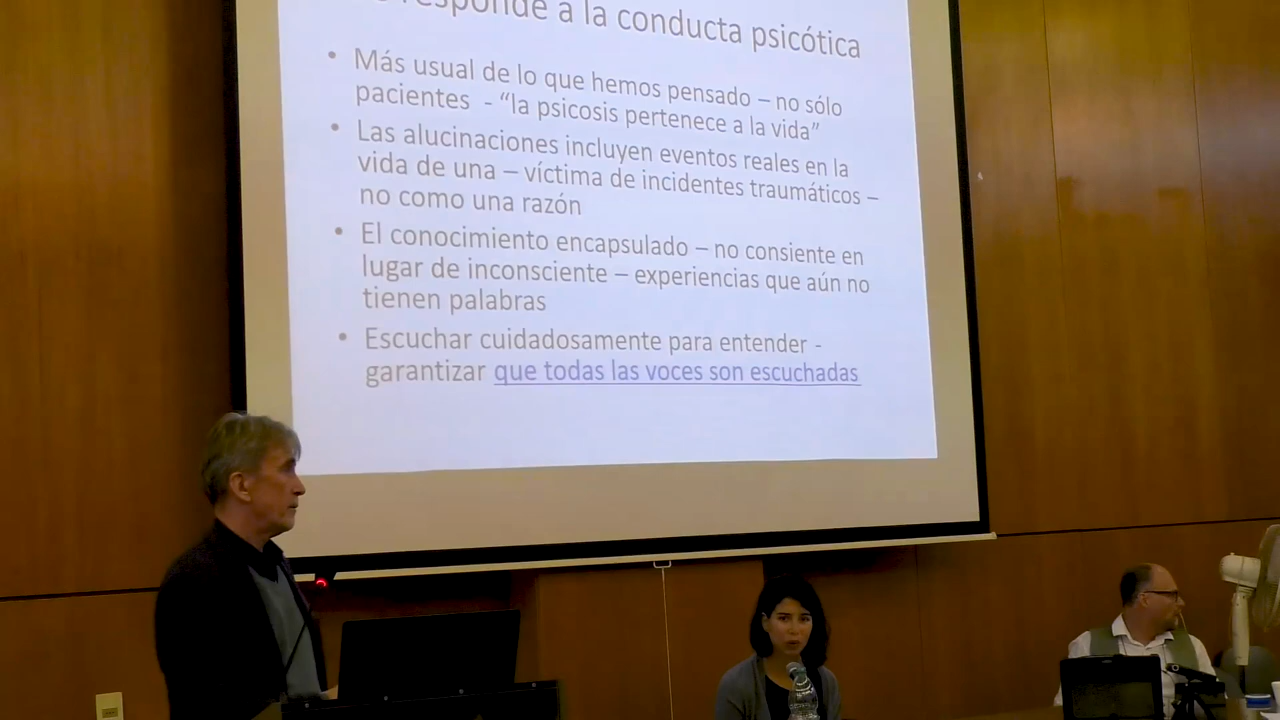 responde a la conducta psicótica
• Más usual de lo que hemos pensado – no sólo
pacientes - “la psicosis pertenece a la vida”
• Las alucinaciones incluyen eventos reales en la
vida de una – víctima de incidentes traumáticos –
no como una razón
• El conocimiento encapsulado – no consiente en
lugar de inconsciente – experiencias que aún no
tienen palabras
• Escuchar cuidadosamente para entender -
garantizar que todas las voces son escuchadas